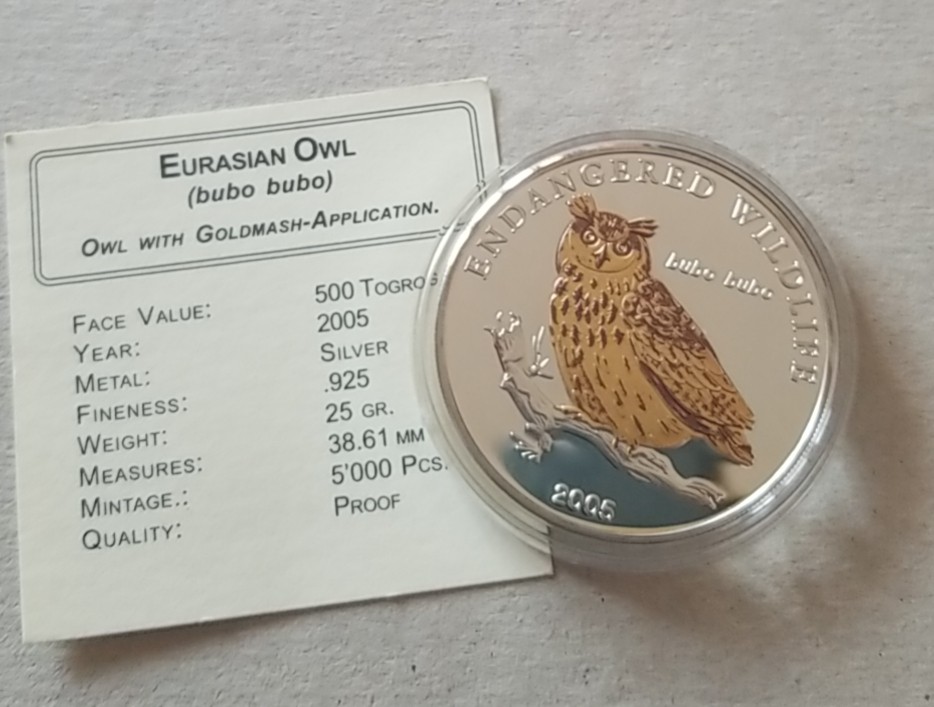 EURASIAN OWL
(bubo bubo)
OWL WITH GOLDMASH-APPLICATION.
FACE VALUE: 500 TOGROS
YEAR: 2005
METAL: SILVER
FINENESS: .925
WEIGHT: 25 GR.
MEASURES: 38.61 MM
MINTAGE.: 5'000 PCS.
QUALITY: PROOF
ENDANGERED WILDLIFE
bubo bubo
2005